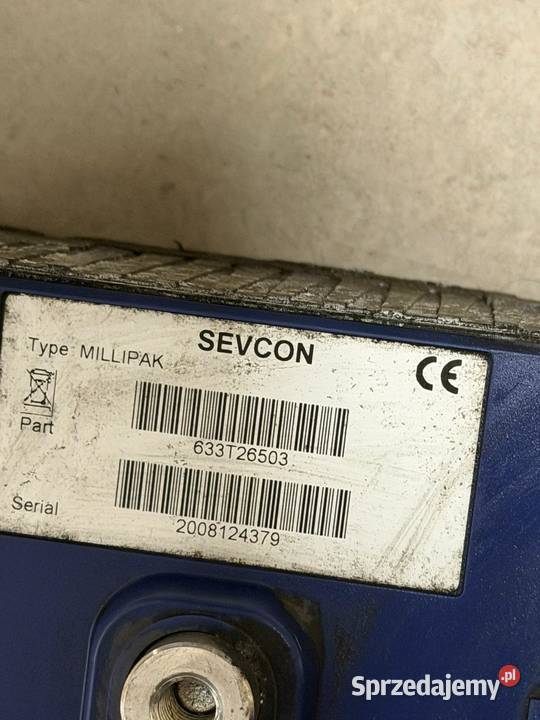 SEVCON
Type MILLIPAK
CE
Part
633T26503
Serial
2008124379
Sprzedajemy.pl